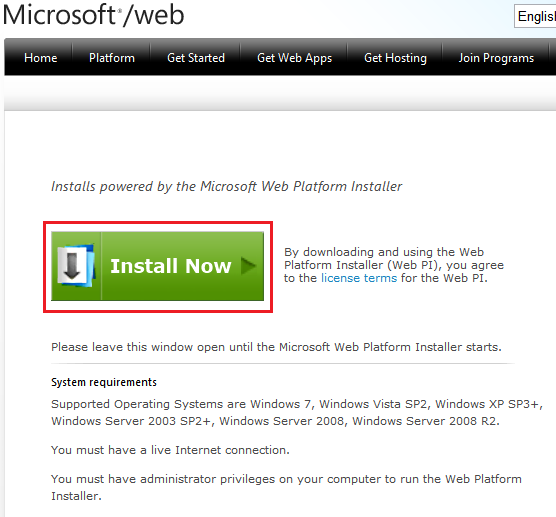 Microsoft®/web
English
Home Platform Get Started Get Web Apps Get Hosting Join Programs
Installs powered by the Microsoft Web Platform Installer
Install Now
By downloading and using the Web
Platform Installer (Web PI), you agree
to the license terms for the Web PI.
Please leave this window open until the Microsoft Web Platform Installer starts.
System requirements
Supported Operating Systems are Windows 7, Windows Vista SP2, Windows XP SP3+,
Windows Server 2003 SP2+, Windows Server 2008, Windows Server 2008 R2.
You must have a live Internet connection.
You must have administrator privileges on your computer to run the Web Platform
Installer.